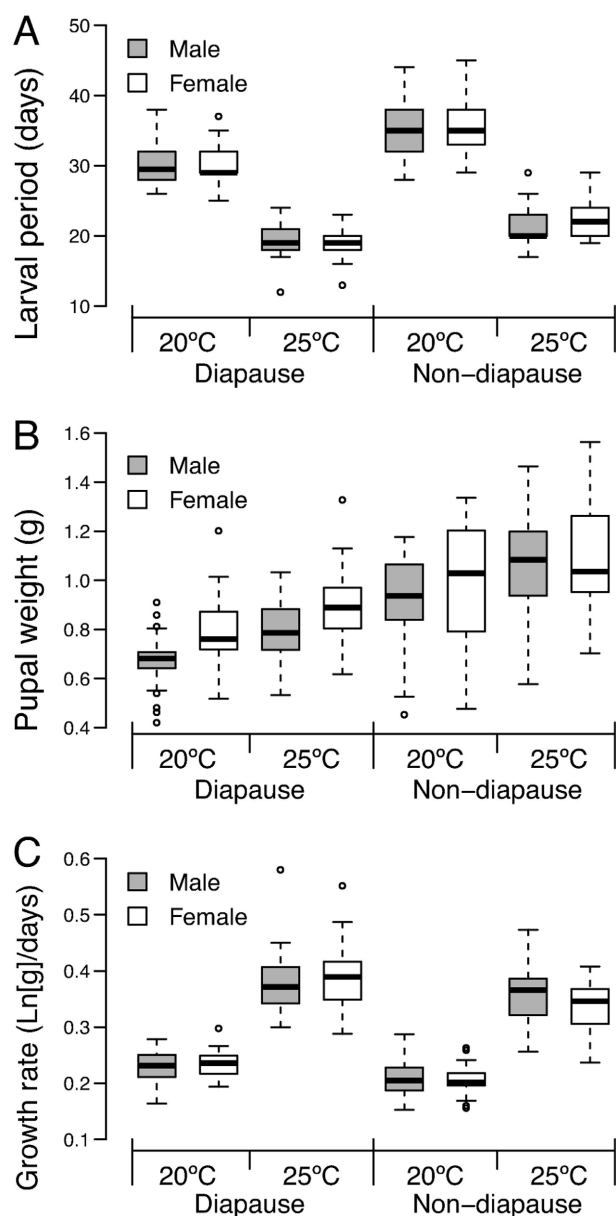 A
Larval period (days)
50
40
30
20
10
Male
Female
20ºC
25ºC
20ºC
25ºC
Diapause
Non−diapause
B
Pupal weight (g)
1.6
1.4
1.2
1.0
0.8
0.6
0.4
Male
Female
20ºC
25ºC
20ºC
25ºC
Diapause
Non−diapause
C
Growth rate (Ln[g]/days)
0.6
0.5
0.4
0.3
0.2
0.1
Male
Female
20ºC
25ºC
20ºC
25ºC
Diapause
Non−diapause